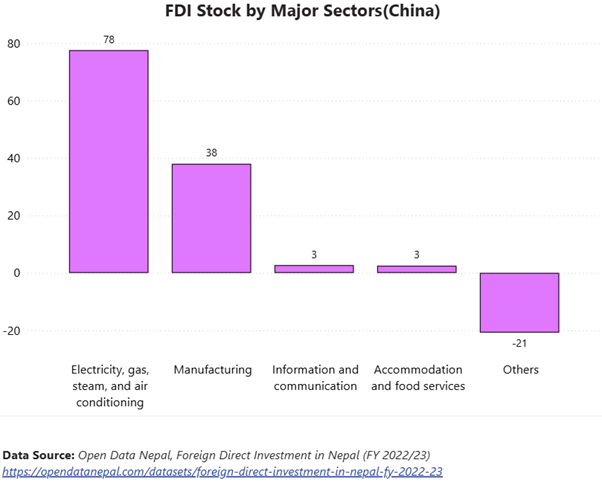 FDI Stock by Major Sectors(China)
80
60
40
20
0
-20
78
38
3
3
-21
Electricity, gas,
steam, and air
conditioning
Manufacturing
Information and
communication
Accommodation
and food services
Others
Data Source: Open Data Nepal, Foreign Direct Investment in Nepal (FY 2022/23)
https://opendatanepal.com/datasets/foreign-direct-investment-in-nepal-fy-2022-23